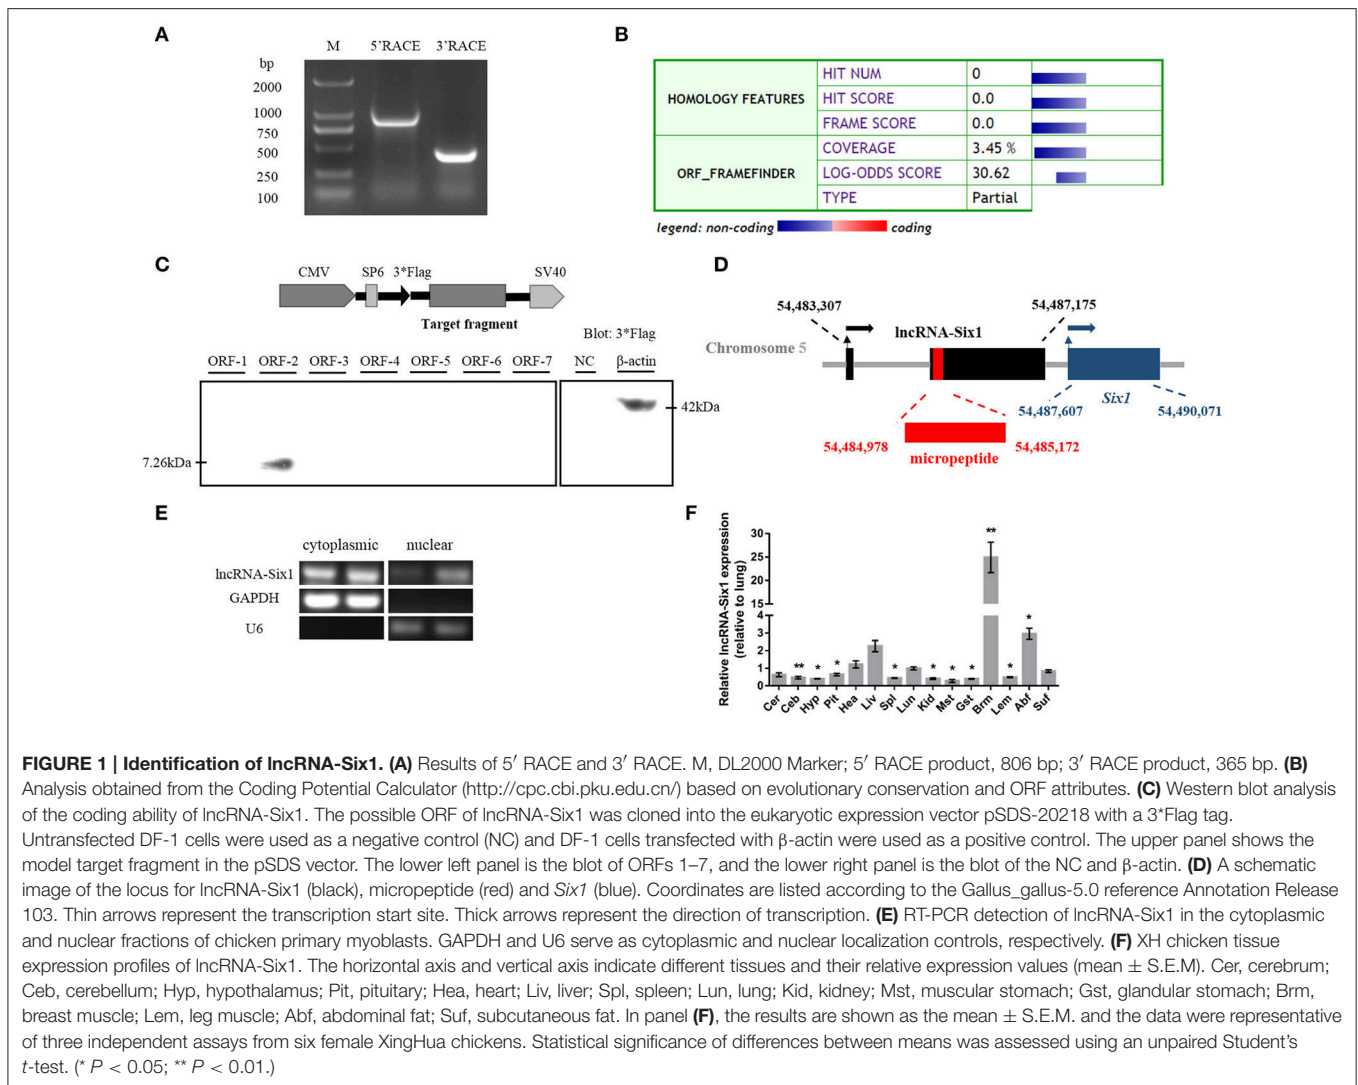 A
M 5'RACE 3'RACE
bp
2000
1000
750
500
250
100
B
HOMOLOGY FEATURES
HIT NUM 0
HIT SCORE 0.0
FRAME SCORE 0.0
ORF_FRAMEFINDER
COVERAGE 3.45 %
LOG-ODDS SCORE 30.62
TYPE Partial
legend: non-coding coding
C
CMV SP6 3*Flag SV40
Target fragment
Blot: 3*Flag
ORF-1 ORF-2 ORF-3 ORF-4 ORF-5 ORF-6 ORF-7 NC β-actin
42kDa
7.26kDa
D
54,483,307 54,487,175
lncRNA-Six1
Chromosome 5
Six1
54,487,607 54,490,071
54,484,978 54,485,172
micropeptide
E
cytoplasmic nuclear
lncRNA-Six1
GAPDH
U6
F
Relative lncRNA-Six1 expression
(relative to lung)
30
25
20
15
4
3
2
1
0
** * * * * * * ** * *
Cer Ceb Hyp Pit Hea Liv Spl Lun Kid Mst Gst Brm Lem Abf Suf
FIGURE 1 | Identification of lncRNA-Six1. (A) Results of 5′ RACE and 3′ RACE. M, DL2000 Marker; 5′ RACE product, 806 bp; 3′ RACE product, 365 bp. (B)
Analysis obtained from the Coding Potential Calculator (http://cpc.cbi.pku.edu.cn/) based on evolutionary conservation and ORF attributes. (C) Western blot analysis
of the coding ability of lncRNA-Six1. The possible ORF of lncRNA-Six1 was cloned into the eukaryotic expression vector pSDS-20218 with a 3*Flag tag.
Untransfected DF-1 cells were used as a negative control (NC) and DF-1 cells transfected with β-actin were used as a positive control. The upper panel shows the
model target fragment in the pSDS vector. The lower left panel is the blot of ORFs 1–7, and the lower right panel is the blot of the NC and β-actin. (D) A schematic
image of the locus for lncRNA-Six1 (black), micropeptide (red) and Six1 (blue). Coordinates are listed according to the Gallus_gallus-5.0 reference Annotation Release
103. Thin arrows represent the transcription start site. Thick arrows represent the direction of transcription. (E) RT-PCR detection of lncRNA-Six1 in the cytoplasmic
and nuclear fractions of chicken primary myoblasts. GAPDH and U6 serve as cytoplasmic and nuclear localization controls, respectively. (F) XH chicken tissue
expression profiles of lncRNA-Six1. The horizontal axis and vertical axis indicate different tissues and their relative expression values (mean ± S.E.M). Cer, cerebrum;
Ceb, cerebellum; Hyp, hypothalamus; Pit, pituitary; Hea, heart; Liv, liver; Spl, spleen; Lun, lung; Kid, kidney; Mst, muscular stomach; Gst, glandular stomach; Brm,
breast muscle; Lem, leg muscle; Abf, abdominal fat; Suf, subcutaneous fat. In panel (F), the results are shown as the mean ± S.E.M. and the data were representative
of three independent assays from six female XingHua chickens. Statistical significance of differences between means was assessed using an unpaired Student's
t-test. (* P < 0.05; ** P < 0.01.)